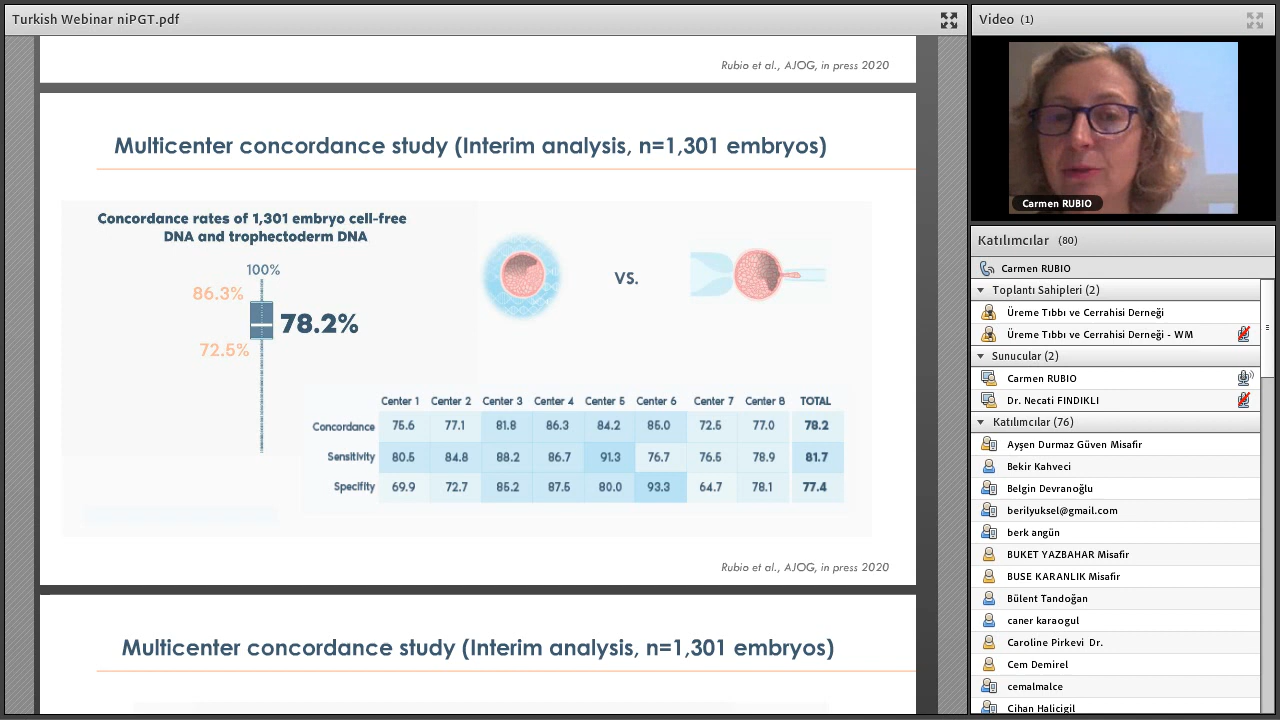 Turkish Webinar niPGT.pdf
Rubio et al., AJOG, in press 2020
Multicenter concordance study (Interim analysis, n=1,301 embryos)
Concordance rates of 1,301 embryo cell-free
DNA and trophectoderm DNA
100%
86.3%
78.2%
72.5%
VS.
Center 1 Center 2 Center 3 Center 4 Center 5 Center 6 Center 7 Center 8 TOTAL
Concordance 75.6 77.1 81.8 86.3 84.2 85.0 72.5 77.0 78.2
Sensitivity 80.5 84.8 88.2 86.7 91.3 76.7 76.5 78.9 81.7
Specifity 69.9 72.7 85.2 87.5 80.0 93.3 64.7 78.1 77.4
Rubio et al., AJOG, in press 2020
Multicenter concordance study (Interim analysis, n=1,301 embryos)
Video (1)
Carmen RUBIO
Katılımcılar (80)
Carmen RUBIO
Toplantı Sahipleri (2)
Üreme Tıbbı ve Cerrahisi Derneği
Üreme Tıbbı ve Cerrahisi Derneği - WM
Sunucular (2)
Carmen RUBIO
Dr. Necati FINDIKLI
Katılımcılar (76)
Ayşen Durmaz Güven Misafir
Bekir Kahveci
Belgin Devranoğlu
berilyuksel@gmail.com
berk angün
BUKET YAZBAHAR Misafir
BUSE KARANLIK Misafir
Bülent Tandoğan
caner karaogul
Caroline Pirkevi Dr.
Cem Demirel
cemalmalce
Cihan Halicigil